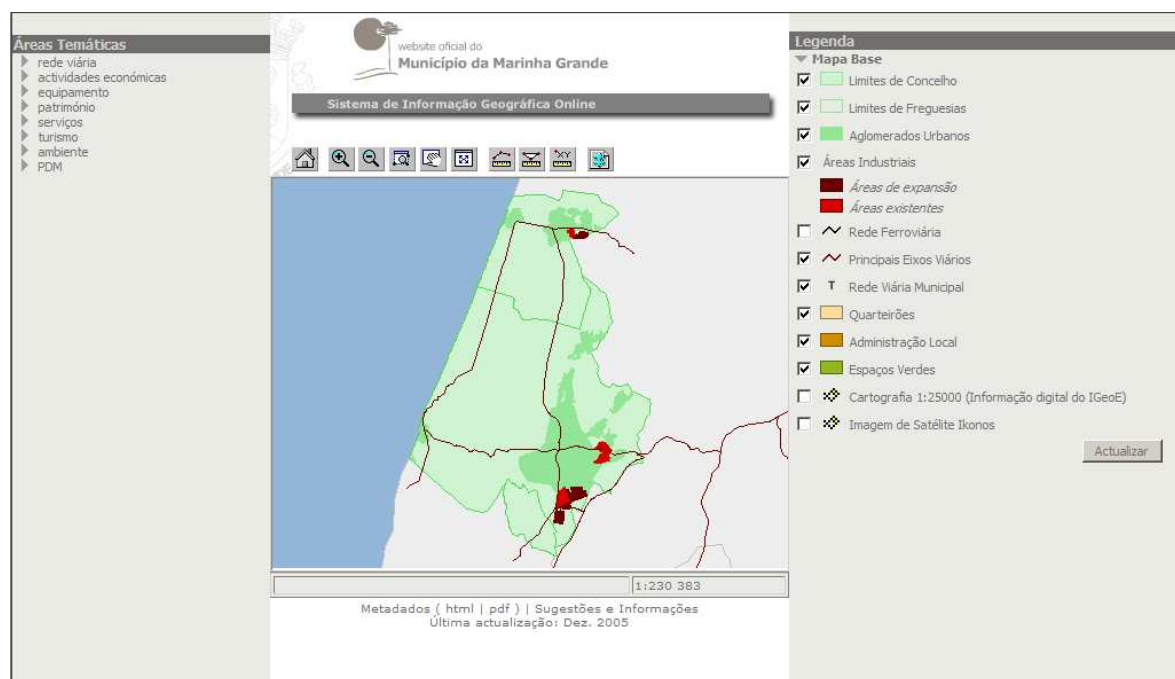 Áreas Temáticas
rede viária
actividades económicas
equipamento
património
serviços
turismo
ambiente
PDM
website oficial do
Município da Marinha Grande
Sistema de Informação Geográfica Online
XY
1:230 383
Metadados ( html | pdf ) | Sugestões e Informações
Última actualização: Dez. 2005
Legenda
Mapa Base
Limites de Concelho
Limites de Freguesias
Aglomerados Urbanos
Áreas Industriais
Áreas de expansão
Áreas existentes
Rede Ferroviária
Principais Eixos Viários
T Rede Viária Municipal
Quarteirões
Administração Local
Espaços Verdes
Cartografia 1:25000 (Informação digital do IGeoE)
Imagem de Satélite Ikonos
Actualizar